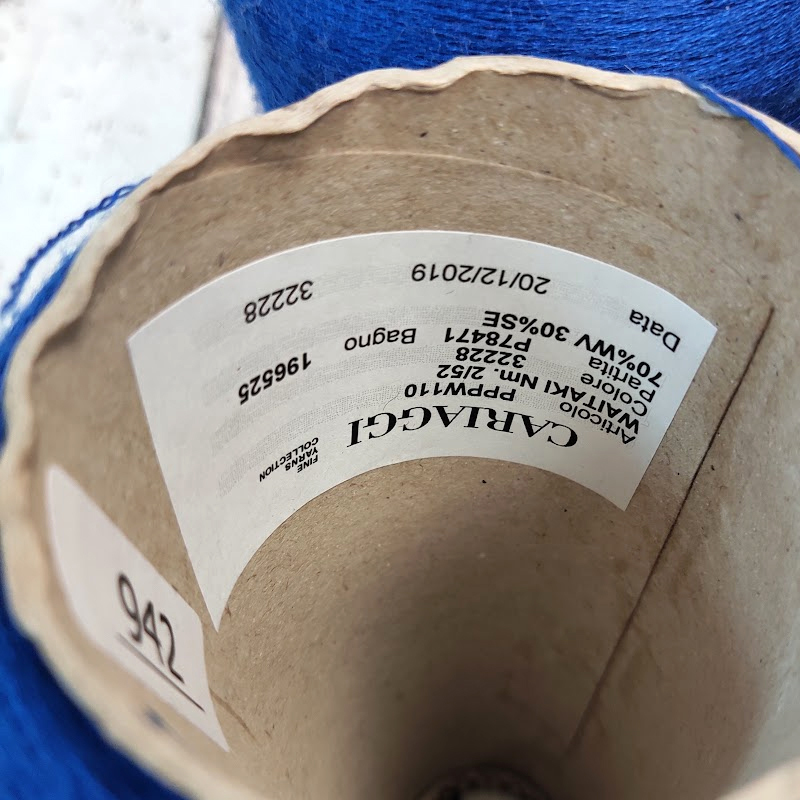 CARIAGGI
FINE
YARNS
COLLECTION
Articolo PPPW110
WAITAKI Nm. 2/52
Colore 32228
Partita P78471 Bagno 196525
70%WV 30%SE
Data 20/12/2019 32228
942